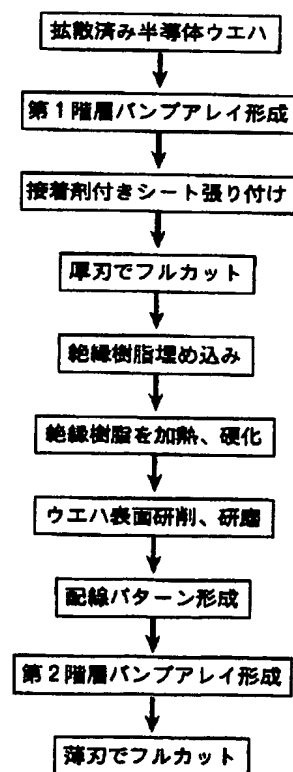 拡散済み半導体ウエハ
第1階層バンプアレイ形成
接着剤付きシート張り付け
厚刃でフルカット
絶縁樹脂埋め込み
絶縁樹脂を加熱、硬化
ウエハ表面研削、研磨
配線パターン形成
第2階層バンプアレイ形成
薄刃でフルカット